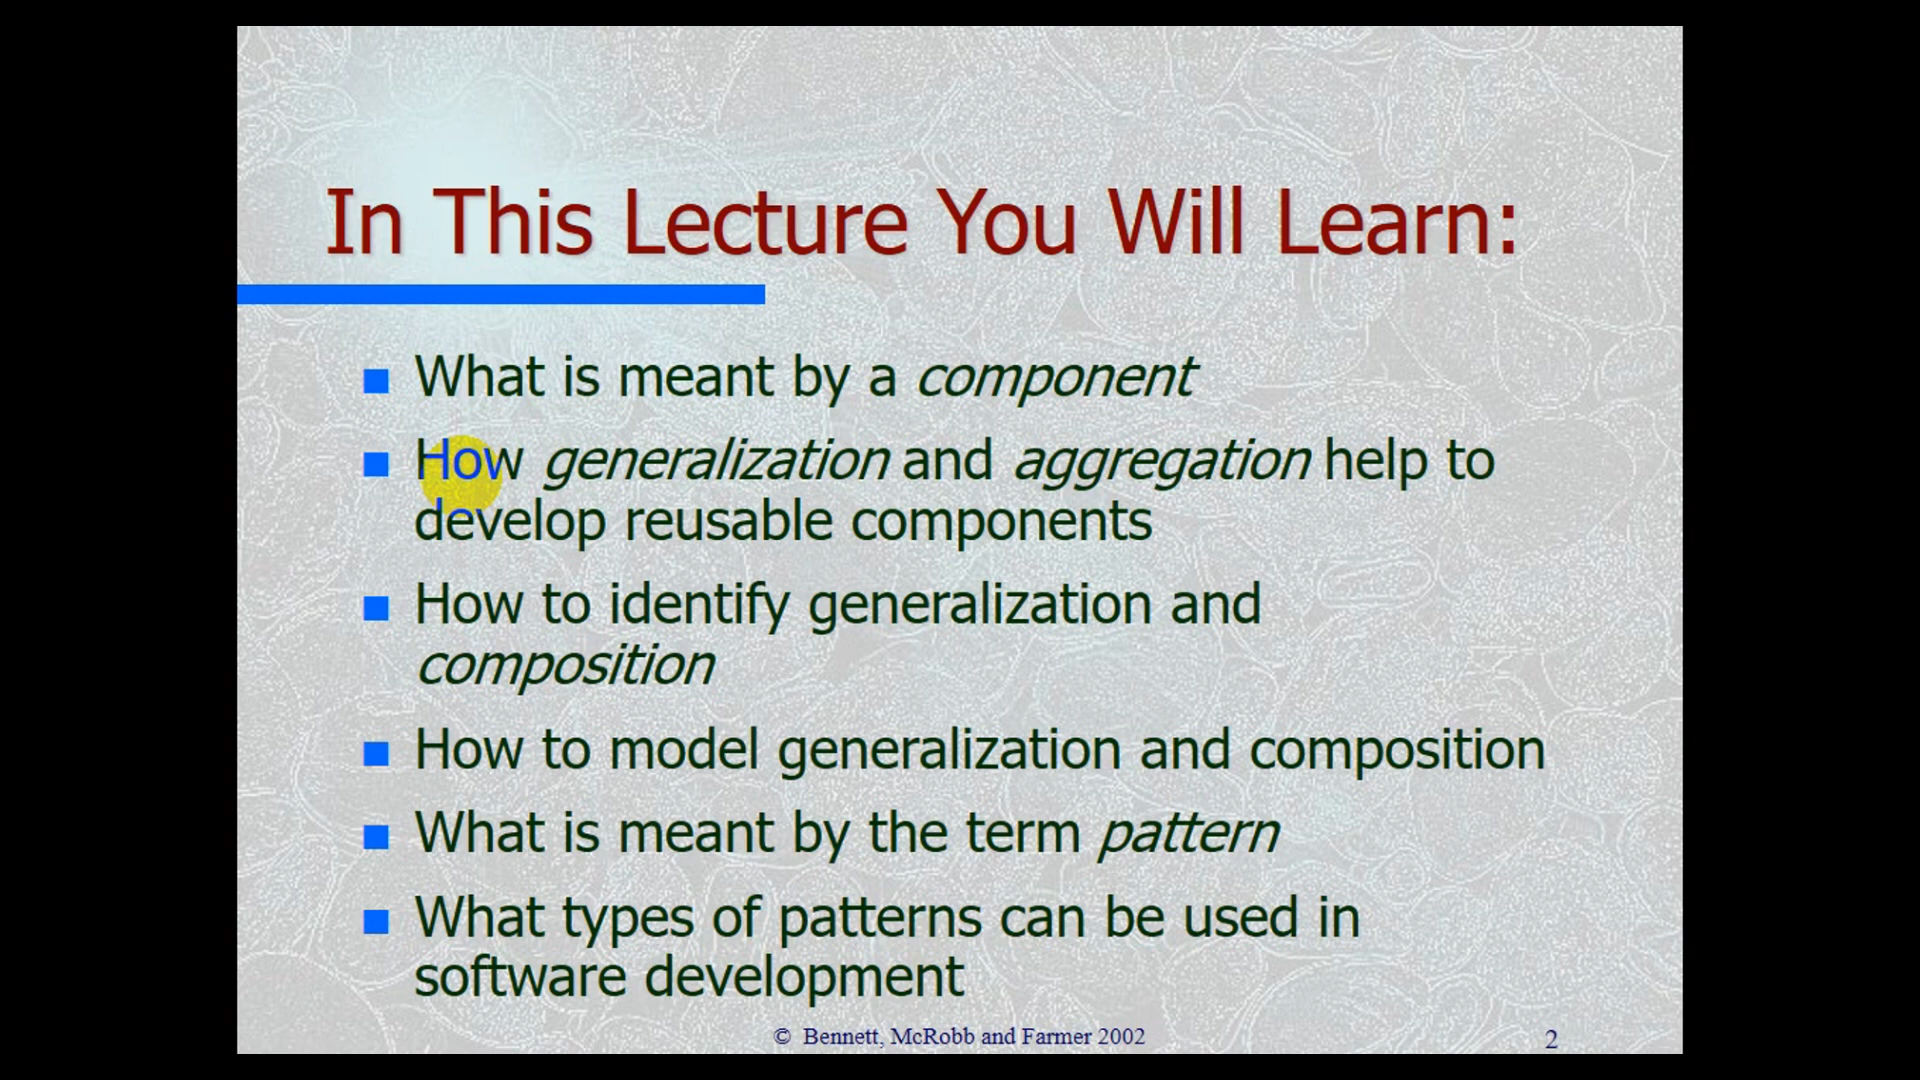 In This Lecture You Will Learn:
What is meant by a component
How generalization and aggregation help to
develop reusable components
How to identify generalization and
composition
How to model generalization and composition
What is meant by the term pattern
What types of patterns can be used in
software development
© Bennett, McRobb and Farmer 2002
2